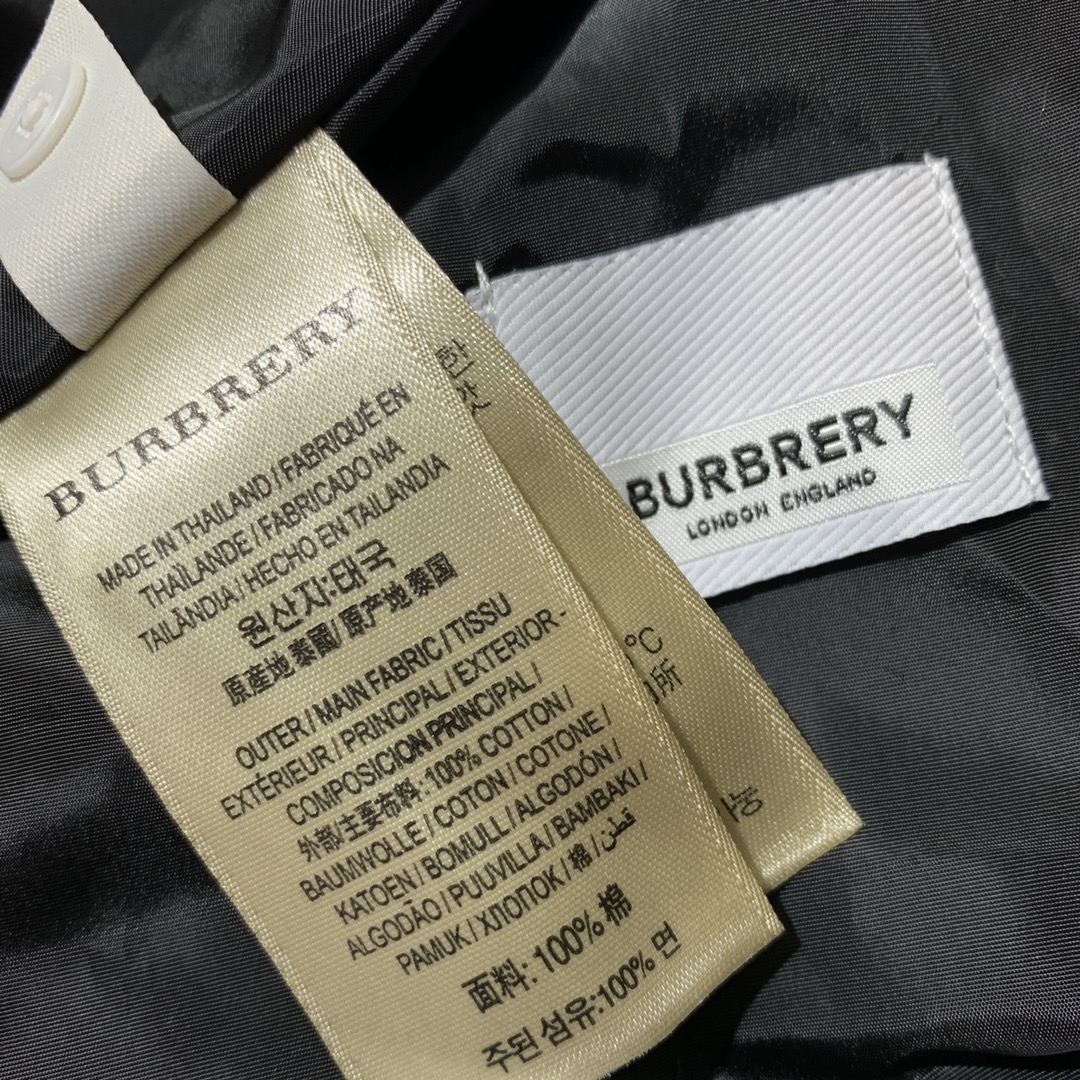 BURBRERY
MADE IN THAILAND / FABRIQUÉ EN
THAÏLANDE / FABRICADO NA
TAILÂNDIA / HECHO EN TAILANDIA
원산지:태국
原産地 泰國/ 原产地 泰国
OUTER / MAIN FABRIC / TISSU
EXTÉRIEUR / PRINCIPAL / EXTERIOR -
COMPOSICION PRINCIPAL /
外部/主要布料: 100% COTTON /
BAUMWOLLE / COTON / COTONE /
KATOEN / BOMULL / ALGODÓN /
ALGODÃO / PUUVILLA / BAMBAKI /
PAMUK / ХЛОПОК / 棉 / قطن /
面料: 100% 棉
주된 섬유:100% 면
한
°C
所
BURBRERY
LONDON ENGLAND